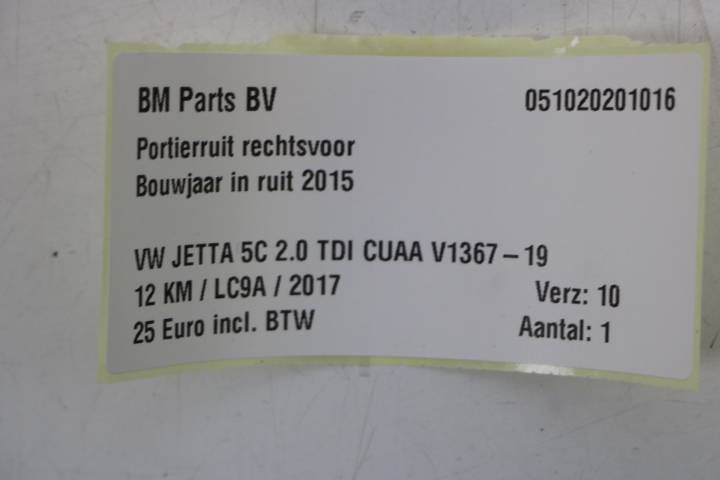 BM Parts BV 051020201016
Portierruit rechtsvoor
Bouwjaar in ruit 2015
VW JETTA 5C 2.0 TDI CUAA V1367-19
12 KM / LC9A / 2017 Verz: 10
25 Euro incl. BTW Aantal: 1